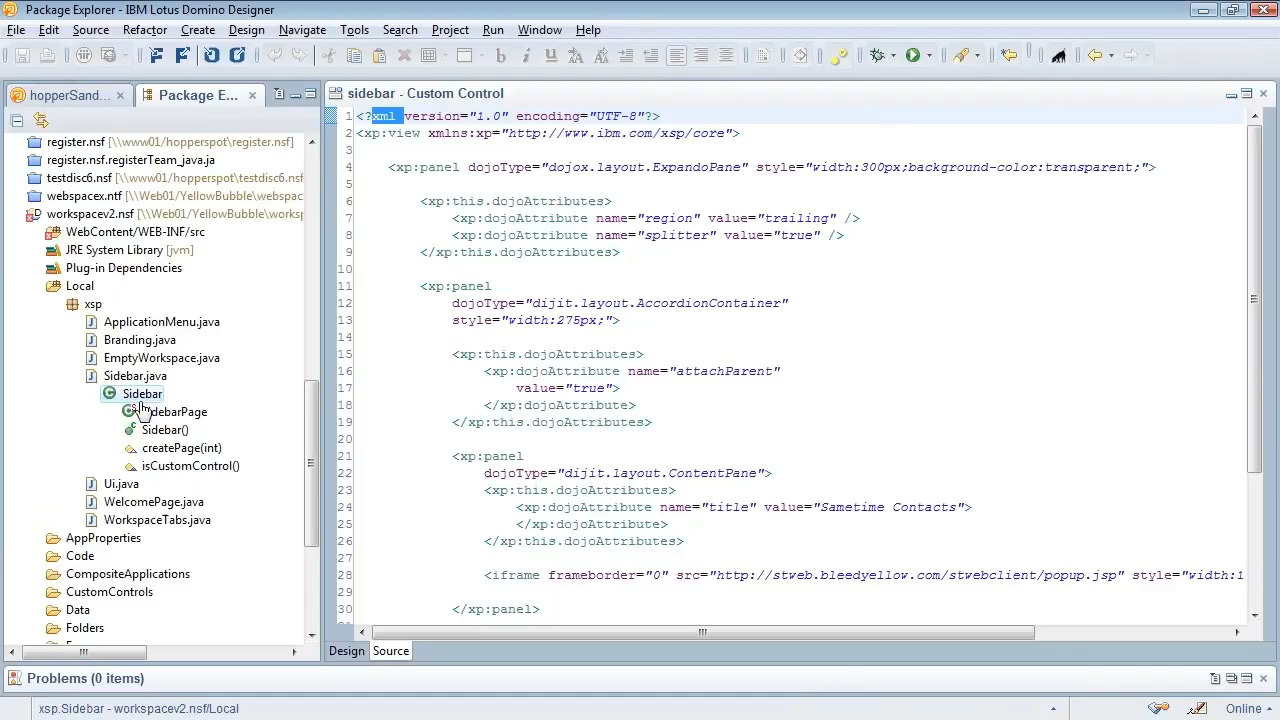 Package Explorer - IBM Lotus Domino Designer
File Edit Source Refactor Create Design Navigate Tools Search Project Run Window Help
hopperSand...
Package E...
register.nsf [\\www01/hopperspot\register.nsf]
register.nsf.registerTeam_java.ja
testdisc6.nsf [\\www01/hopperspot\testdisc6.nsf
webspacex.ntf [\\Web01/YellowBubble\webspac
workspacev2.nsf [\\Web01/YellowBubble\worksp
WebContent/WEB-INF/src
JRE System Library [jvm]
Plug-in Dependencies
Local
xsp
ApplicationMenu.java
Branding.java
EmptyWorkspace.java
Sidebar.java
Sidebar
debarPage
Sidebar()
createPage(int)
isCustomControl()
Ui.java
WelcomePage.java
WorkspaceTabs.java
AppProperties
Code
CompositeApplications
CustomControls
Data
Folders
sidebar - Custom Control
1 <?xml version="1.0" encoding="UTF-8"?>
2 <xp:view xmlns:xp="http://www.ibm.com/xsp/core">
3
4 <xp:panel dojoType="dojox.layout.ExpandoPane" style="width:300px;background-color:transparent;">
5
6 <xp:this.dojoAttributes>
7 <xp:dojoAttribute name="region" value="trailing" />
8 <xp:dojoAttribute name="splitter" value="true" />
9 </xp:this.dojoAttributes>
10
11 <xp:panel
12 dojoType="dijit.layout.AccordionContainer"
13 style="width:275px;">
14
15 <xp:this.dojoAttributes>
16 <xp:dojoAttribute name="attachParent"
17 value="true">
18 </xp:dojoAttribute>
19 </xp:this.dojoAttributes>
20
21 <xp:panel
22 dojoType="dijit.layout.ContentPane">
23 <xp:this.dojoAttributes>
24 <xp:dojoAttribute name="title" value="Sametime Contacts">
25 </xp:dojoAttribute>
26 </xp:this.dojoAttributes>
27
28 <iframe frameborder="0" src="http://stweb.bleedyellow.com/stwebclient/popup.jsp" style="width:1
29
30 </xp:panel>
Design Source
Problems (0 items)
xsp.Sidebar - workspacev2.nsf/Local
Online